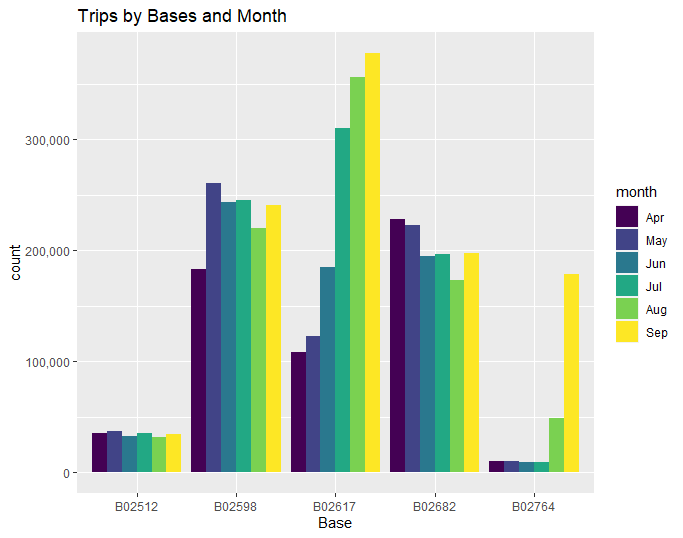 Trips by Bases and Month
count
300,000
200,000
100,000
0
B02512 B02598 B02617 B02682 B02764
Base
month
Apr
May
Jun
Jul
Aug
Sep